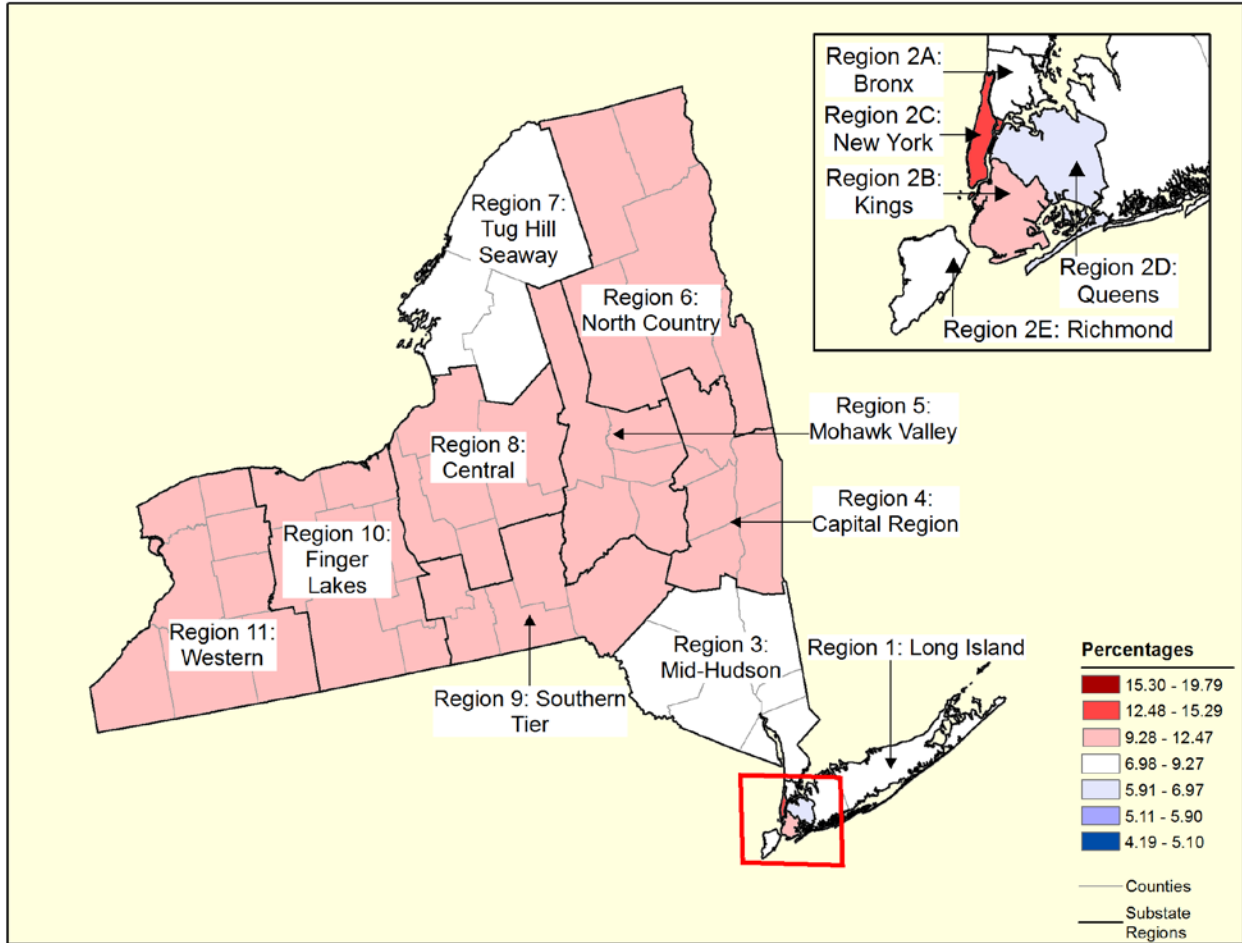 Region 2A:
Bronx
Region 2C:
New York
Region 2B:
Kings
Region 2D:
Queens
Region 2E: Richmond
Region 7:
Tug Hill
Seaway
Region 6:
North Country
Region 5:
Mohawk Valley
Region 8:
Central
Region 4:
Capital Region
Region 10:
Finger
Lakes
Region 11:
Western
Region 3:
Mid-Hudson
Region 1: Long Island
Region 9: Southern
Tier
Percentages
15.30 - 19.79
12.48 - 15.29
9.28 - 12.47
6.98 - 9.27
5.91 - 6.97
5.11 - 5.90
4.19 - 5.10
Counties
Substate
Regions